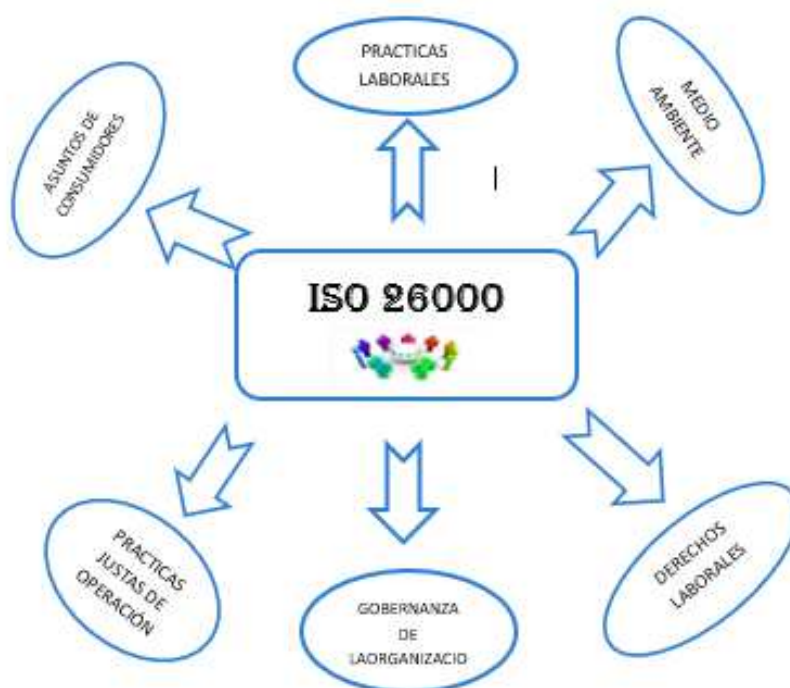 PRACTICAS
LABORALES
MEDIO
AMBIENTE
ASUNTOS DE
CONSUMIDORES
ISO 26000
PRACTICAS
JUSTAS DE
OPERACIÓN
GOBERNANZA
DE
LAORGANIZACIO
DERECHOS
LABORALES